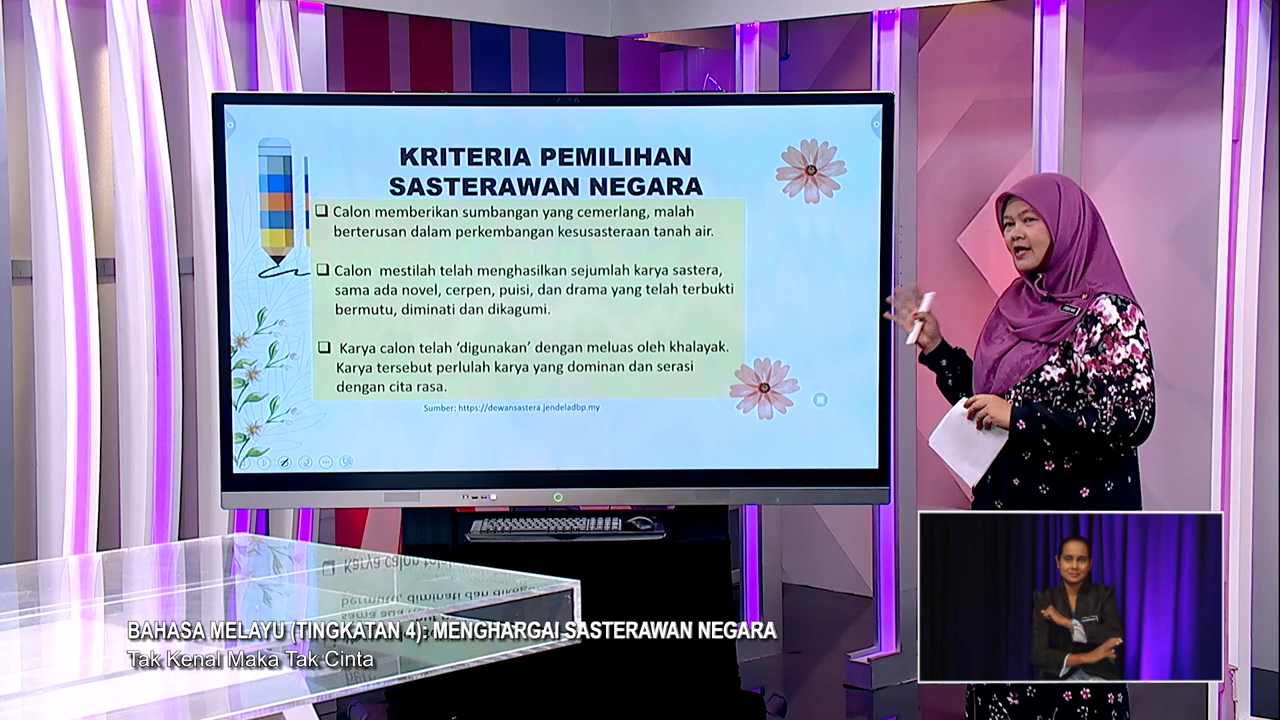 KRITERIA PEMILIHAN
SASTERAWAN NEGARA
❑ Calon memberikan sumbangan yang cemerlang, malah
berterusan dalam perkembangan kesusasteraan tanah air.
❑ Calon mestilah telah menghasilkan sejumlah karya sastera,
sama ada novel, cerpen, puisi, dan drama yang telah terbukti
bermutu, diminati dan dikagumi.
❑ Karya calon telah ‘digunakan’ dengan meluas oleh khalayak.
Karya tersebut perlulah karya yang dominan dan serasi
dengan cita rasa.
Sumber: https://dewansastera.jendeladbp.my
BAHASA MELAYU (TINGKATAN 4): MENGHARGAI SASTERAWAN NEGARA
Tak Kenal Maka Tak Cinta